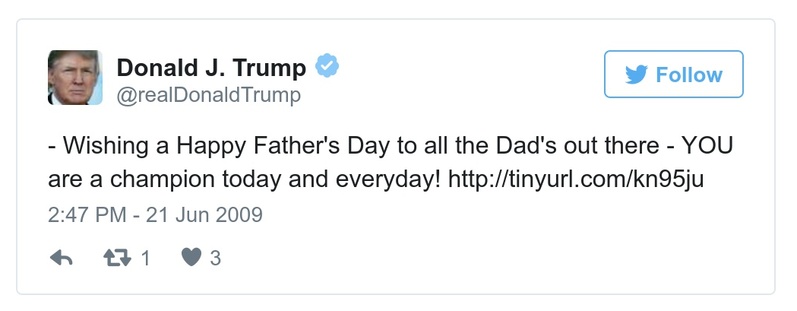 Donald J. Trump
@realDonaldTrump
Follow
- Wishing a Happy Father's Day to all the Dad's out there - YOU
are a champion today and everyday! http://tinyurl.com/kn95ju
2:47 PM - 21 Jun 2009
1 3